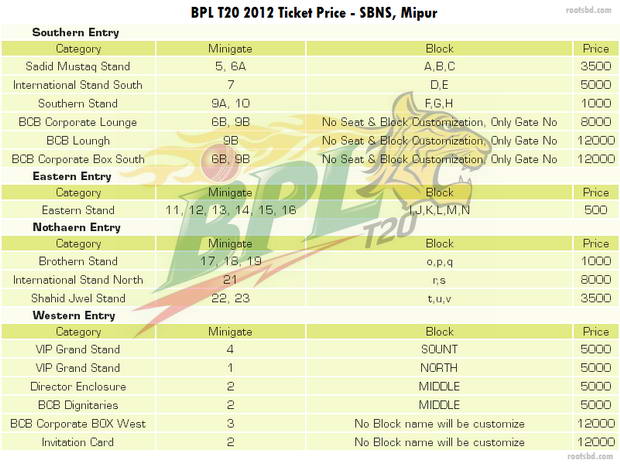 BPL T20 2012 Ticket Price - SBNS, Mipur
rootsbd.com
Southern Entry
Category Minigate Block Price
Sadid Mustaq Stand 5, 6A A,B,C 3500
International Stand South 7 D,E 5000
Southern Stand 9A, 10 F,G,H 1000
BCB Corporate Lounge 6B, 9B No Seat & Block Customization, Only Gate No 8000
BCB Loungh 9B No Seat & Block Customization, Only Gate No 12000
BCB Corporate Box South 6B, 9B No Seat & Block Customization, Only Gate No 12000
Eastern Entry
Category Minigate Block Price
Eastern Stand 11, 12, 13, 14, 15, 16 I,J,K,L,M,N 500
Nothaern Entry
Category Minigate Block Price
Brothern Stand 17, 18, 19 o,p,q 1000
International Stand North 21 r,s 8000
Shahid Jwel Stand 22, 23 t,u,v 3500
Western Entry
Category Minigate Block Price
VIP Grand Stand 4 SOUNT 5000
VIP Grand Stand 1 NORTH 5000
Director Enclosure 2 MIDDLE 5000
BCB Dignitaries 2 MIDDLE 5000
BCB Corporate BOX West 3 No Block name will be customize 12000
Invitation Card 2 No Block name will be customize 12000
rootsbd.com
BPL
T20